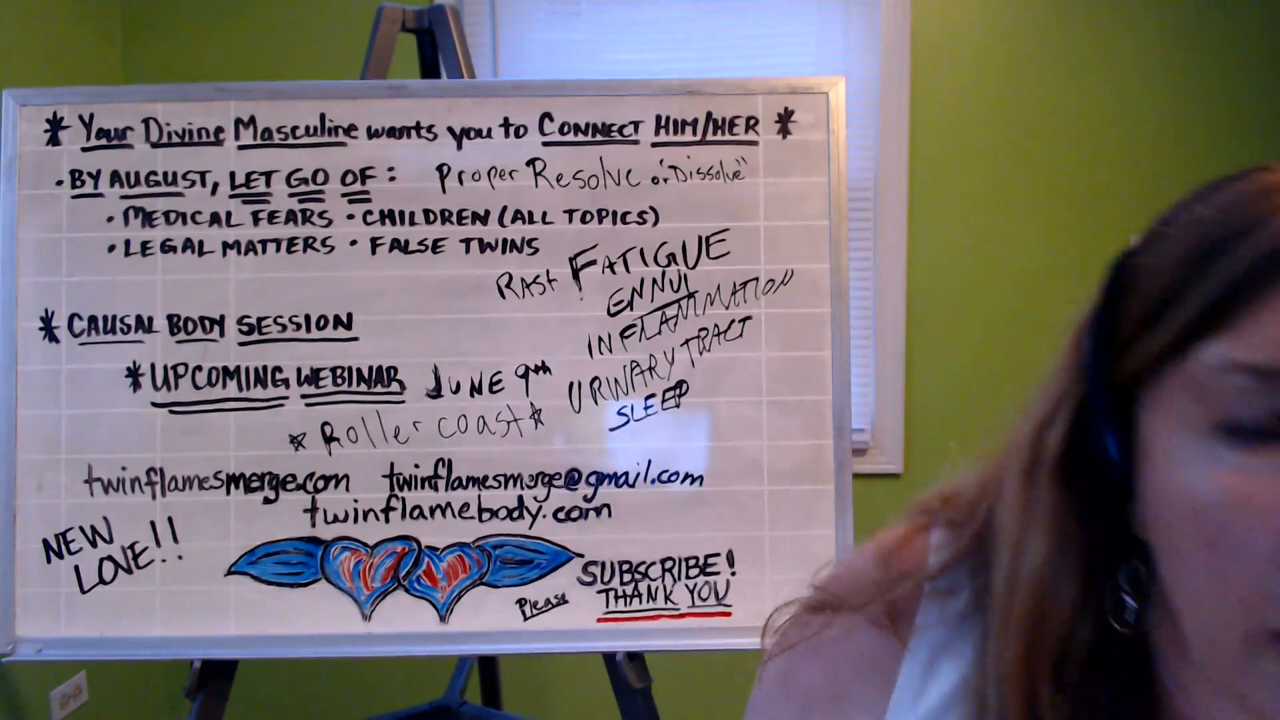 * Your Divine Masculine wants you to CONNECT HIM/HER *
• BY AUGUST, LET GO OF: Proper Resolve or "Dissolve"
• MEDICAL FEARS • CHILDREN (ALL TOPICS)
• LEGAL MATTERS • FALSE TWINS
RAST FATIGUE
ENNUI
INFLAMMATION
URINARY TRACT
SLEEP
* CAUSAL BODY SESSION
* UPCOMING WEBINAR JUNE 9th
* Roller coast *
twinflamesmerge.com twinflamesmerge@gmail.com
twinflamebody.com
NEW
LOVE!!
Please SUBSCRIBE!
THANK YOU